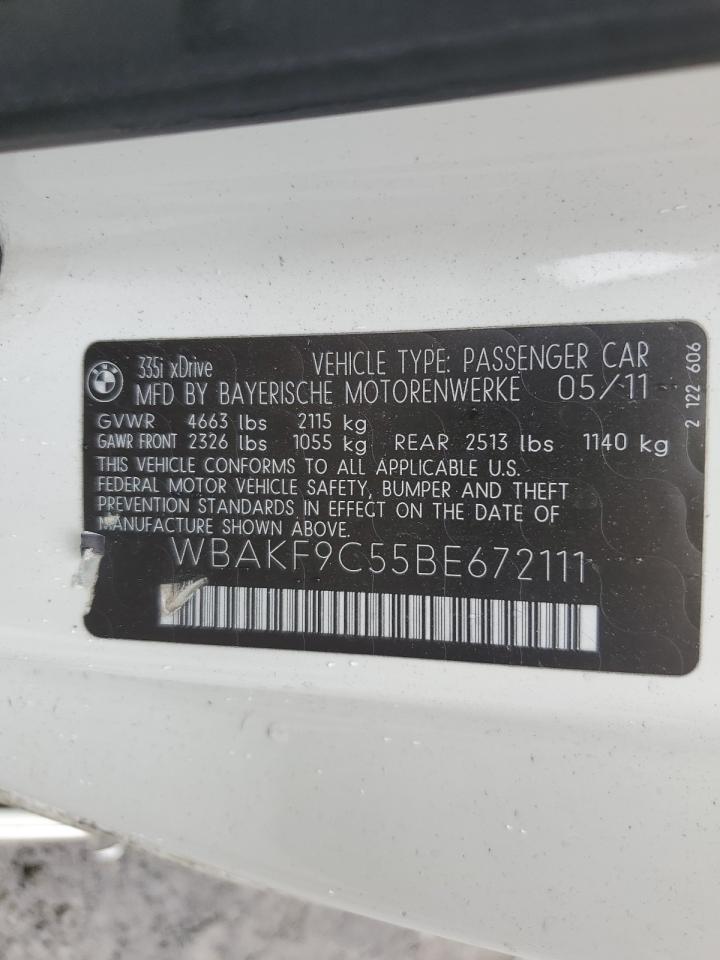 335i xDrive VEHICLE TYPE: PASSENGER CAR
MFD BY BAYERISCHE MOTORENWERKE 05/11
GVWR 4663 lbs 2115 kg
GAWR FRONT 2326 lbs 1055 kg REAR 2513 lbs 1140 kg
THIS VEHICLE CONFORMS TO ALL APPLICABLE U.S.
FEDERAL MOTOR VEHICLE SAFETY, BUMPER AND THEFT
PREVENTION STANDARDS IN EFFECT ON THE DATE OF
MANUFACTURE SHOWN ABOVE.
WBAKF9C55BE672111
2 122 606